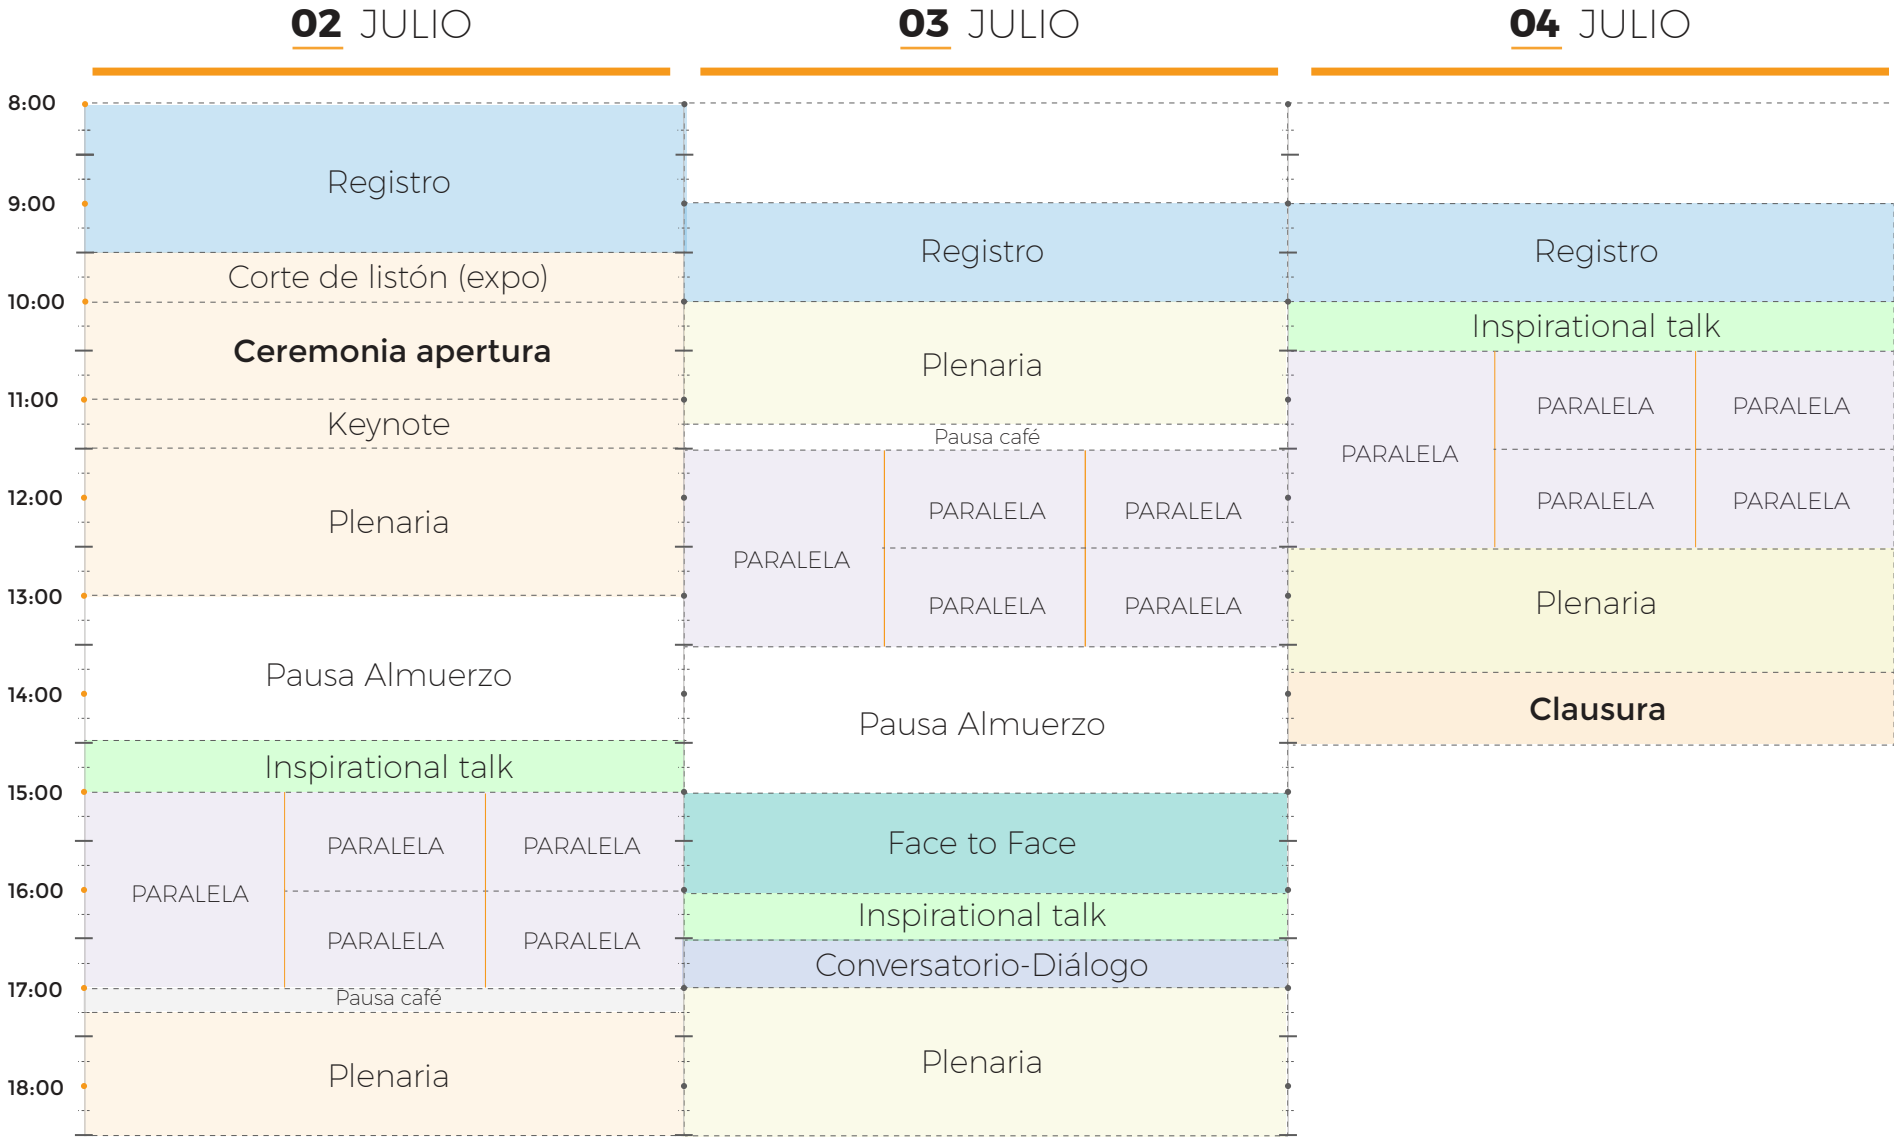 02 JULIO
03 JULIO
04 JULIO
8:00
9:00
10:00
11:00
12:00
13:00
14:00
15:00
16:00
17:00
18:00
Registro
Corte de listón (expo)
Ceremonia apertura
Keynote
Plenaria
Pausa Almuerzo
Inspirational talk
PARALELA
PARALELA
PARALELA
PARALELA
PARALELA
Pausa café
Plenaria
Registro
Plenaria
Pausa café
PARALELA
PARALELA
PARALELA
PARALELA
PARALELA
Pausa Almuerzo
Face to Face
Inspirational talk
Conversatorio-Diálogo
Plenaria
Registro
Inspirational talk
PARALELA
PARALELA
PARALELA
PARALELA
PARALELA
Plenaria
Clausura